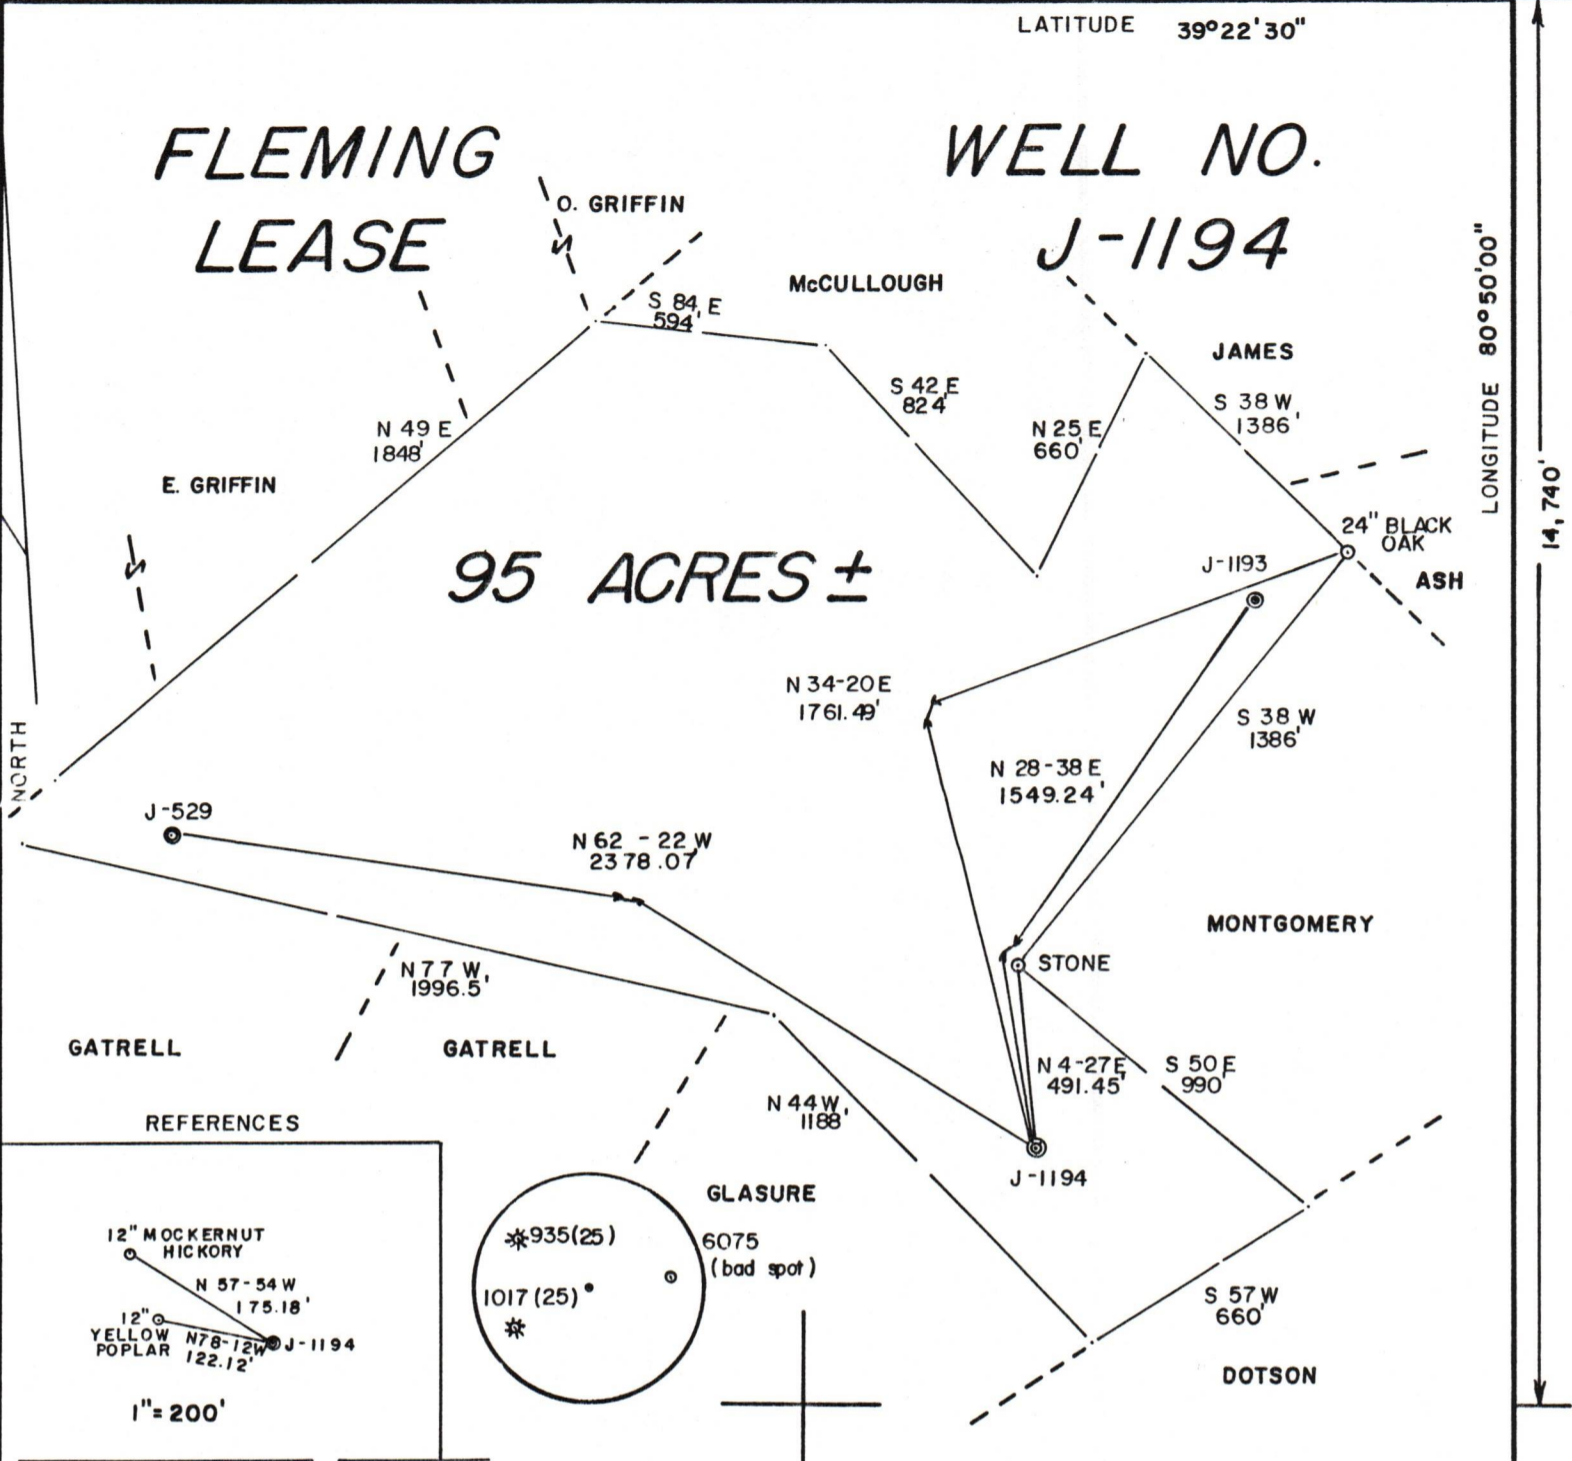 LATITUDE 39°22'30"
FLEMING
LEASE
WELL NO.
J-1194
O. GRIFFIN
S 84 E
594'
McCULLOUGH
JAMES
LONGITUDE 80°50'00"
14,740'
S 42 E
824'
N 25 E
660'
S 38 W
1386'
N 49 E
1848'
E. GRIFFIN
95 ACRES ±
24" BLACK
OAK
J-1193
ASH
N 34-20 E
1761.49'
S 38 W
1386'
NORTH
N 28-38 E
1549.24'
J-529
N 62 - 22 W
2378.07'
MONTGOMERY
STONE
N 77 W
1996.5'
GATRELL
GATRELL
N 4-27 E
491.45'
S 50 E
990'
N 44 W
1188'
REFERENCES
J-1194
GLASURE
12" MOCKERNUT
HICKORY
N 57-54 W
175.18'
12"
YELLOW
POPLAR
N78-12W
122.12'
J-1194
1"= 200'
935(25)
1017(25)
6075
(bad spot)
S 57 W
660'
DOTSON